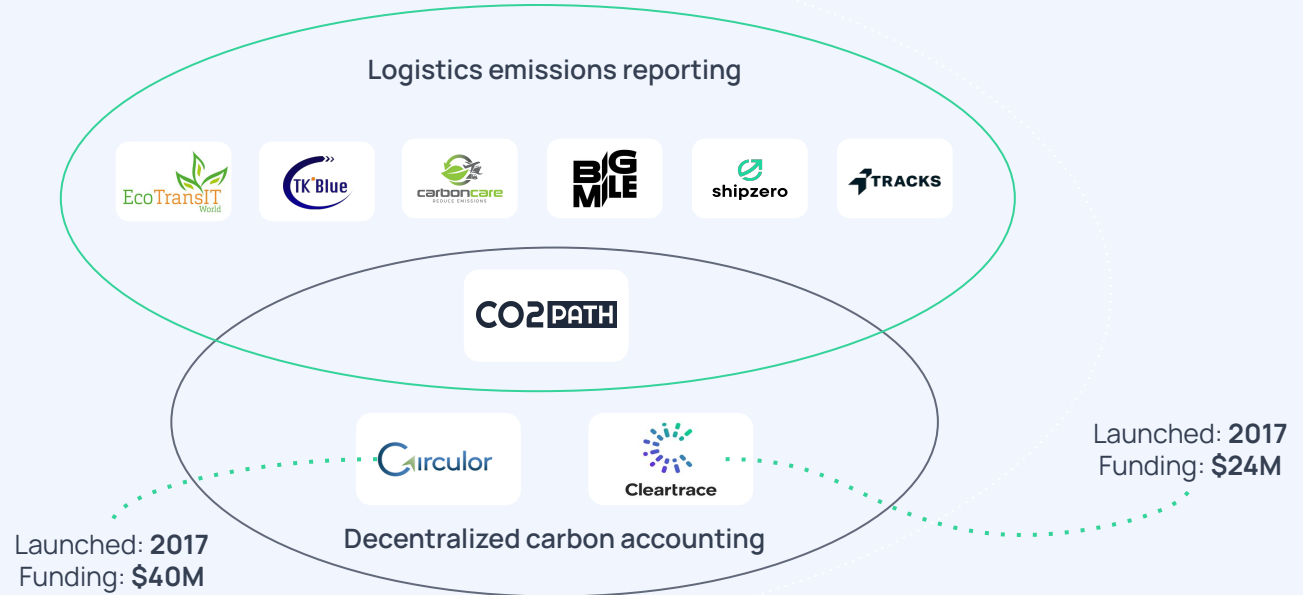 Logistics emissions reporting
EcoTransIT
World
TK'Blue
carboncare
REDUCE EMISSIONS
BIG
MILE
shipzero
TRACKS
CO2PATH
Circulor
Cleartrace
Launched: 2017
Funding: $24M
Decentralized carbon accounting
Launched: 2017
Funding: $40M